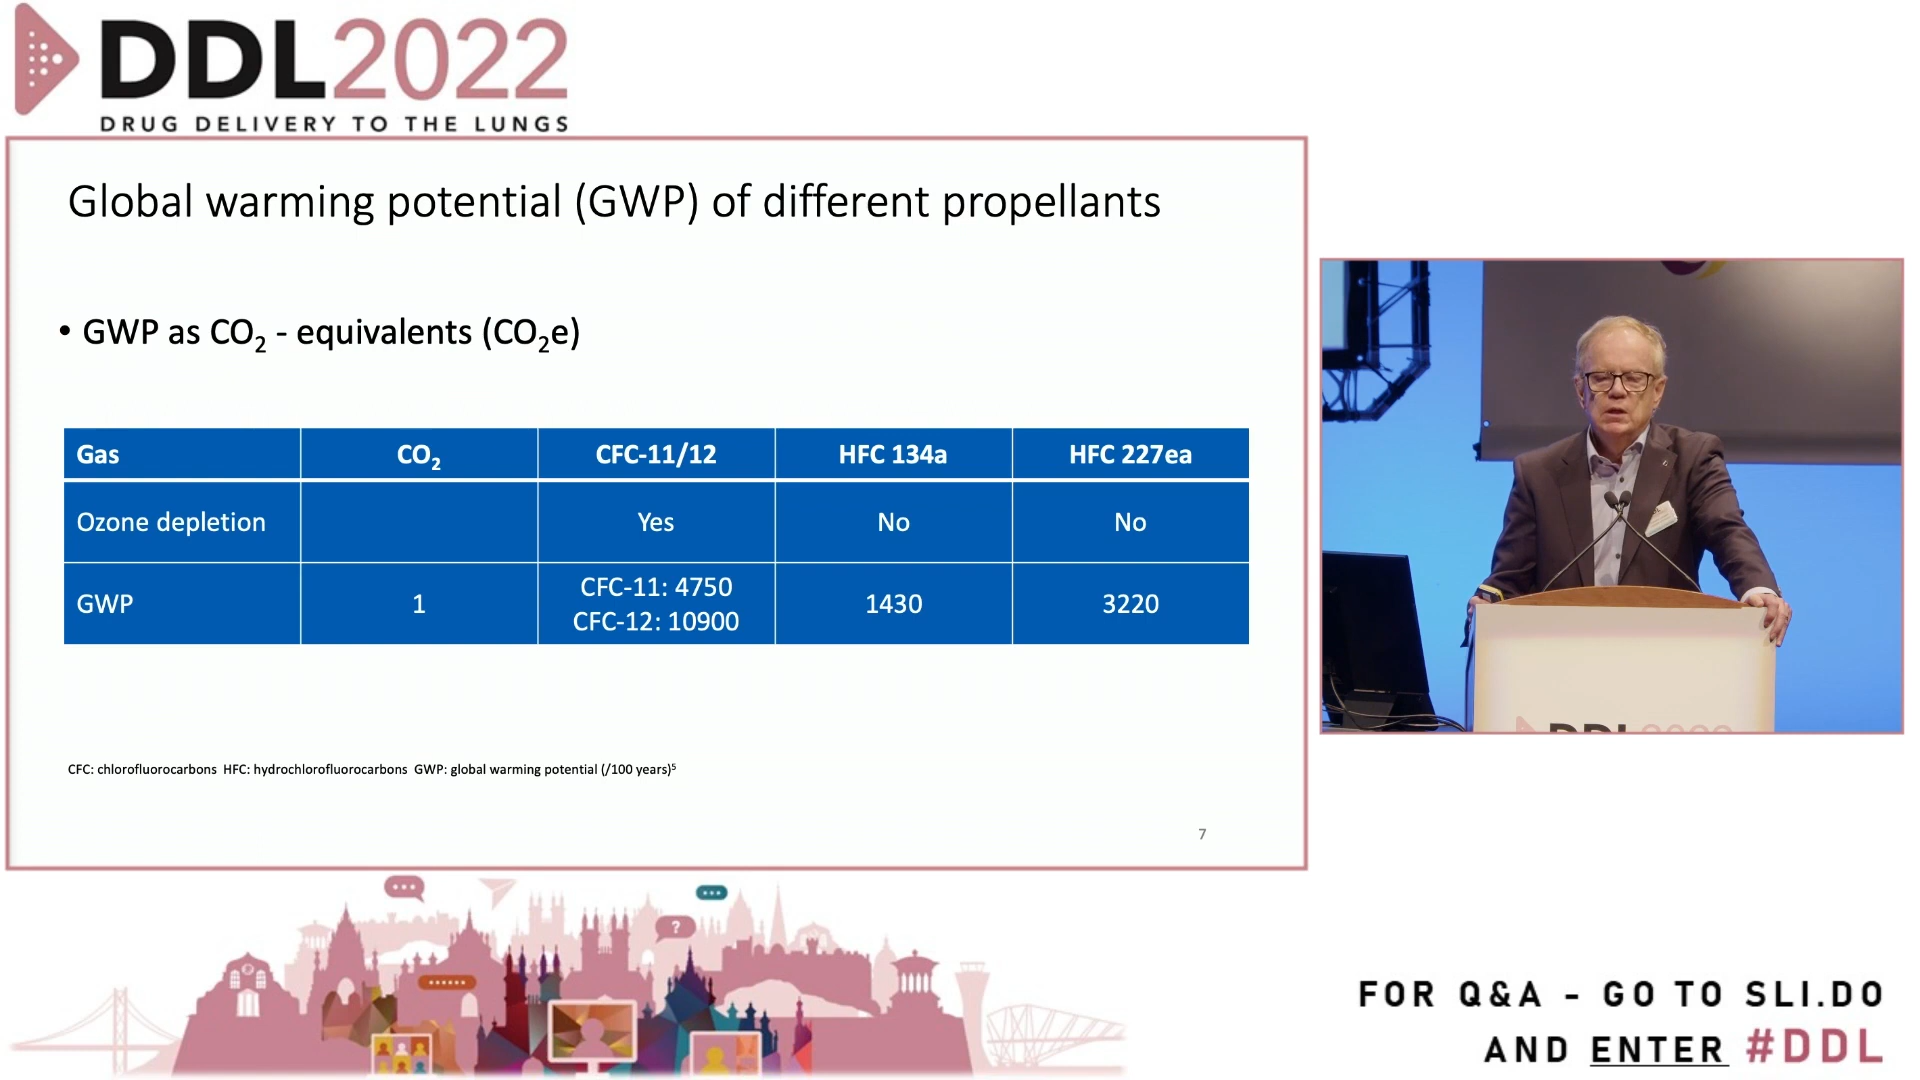 DDL2022
DRUG DELIVERY TO THE LUNGS
Global warming potential (GWP) of different propellants
• GWP as CO₂ - equivalents (CO₂e)
Gas CO₂ CFC-11/12 HFC 134a HFC 227ea
Ozone depletion Yes No No
GWP 1 CFC-11: 4750 1430 3220
CFC-12: 10900
CFC: chlorofluorocarbons HFC: hydrochlorofluorocarbons GWP: global warming potential (/100 years)⁵
7
DDL2022
?
FOR Q&A - GO TO SLI.DO
AND ENTER #DDL